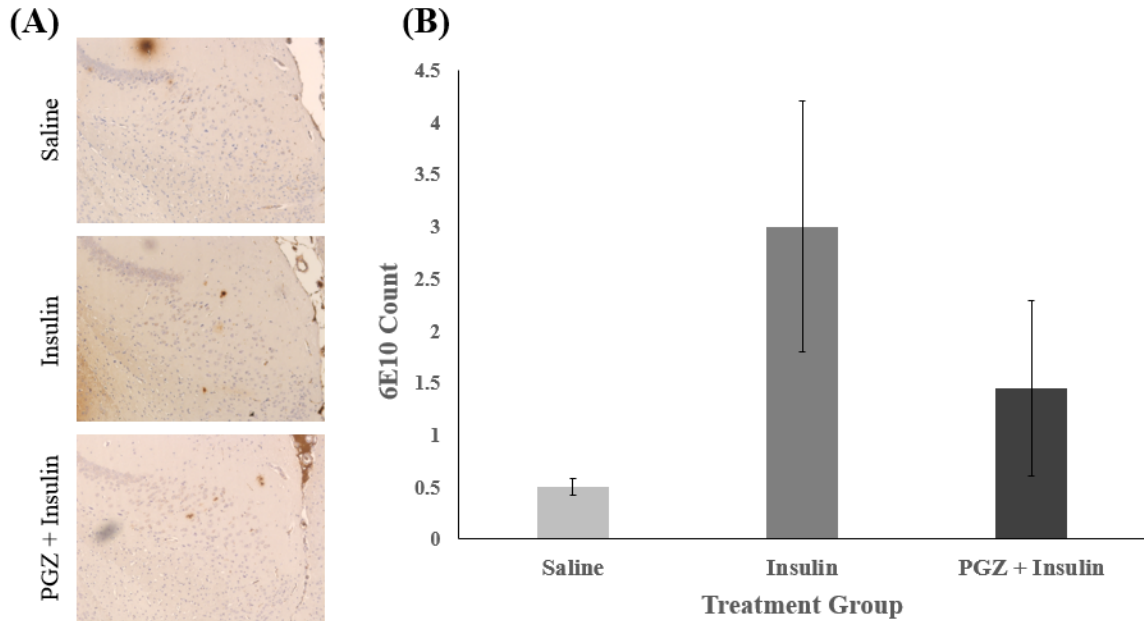 (A)
Saline
Insulin
PGZ + Insulin
(B)
6E10 Count
4.5
4
3.5
3
2.5
2
1.5
1
0.5
0
Saline Insulin PGZ + Insulin
Treatment Group